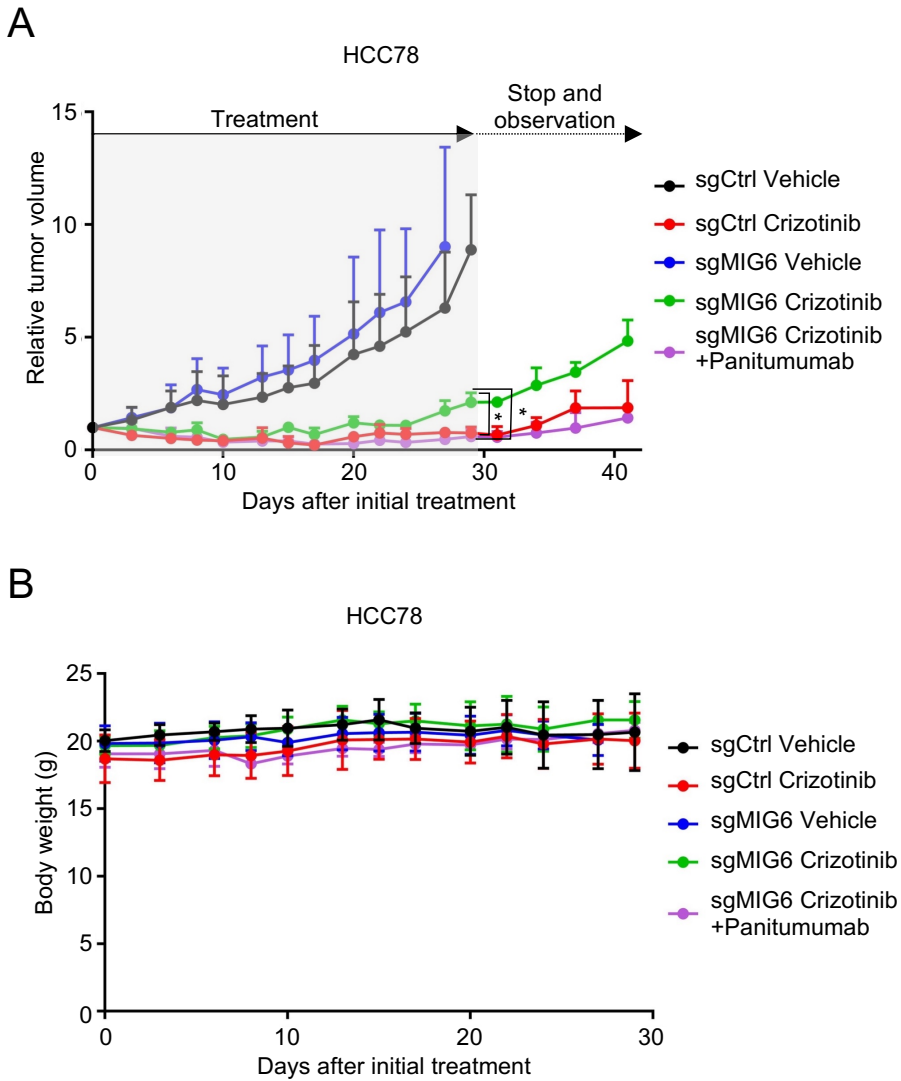 A
HCC78
Treatment
Stop and
observation
15
10
5
0
Relative tumor volume
* *
0 10 20 30 40
Days after initial treatment
sgCtrl Vehicle
sgCtrl Crizotinib
sgMIG6 Vehicle
sgMIG6 Crizotinib
sgMIG6 Crizotinib
+Panitumumab
B
HCC78
25
20
15
10
5
0
Body weight (g)
0 10 20 30
Days after initial treatment
sgCtrl Vehicle
sgCtrl Crizotinib
sgMIG6 Vehicle
sgMIG6 Crizotinib
sgMIG6 Crizotinib
+Panitumumab